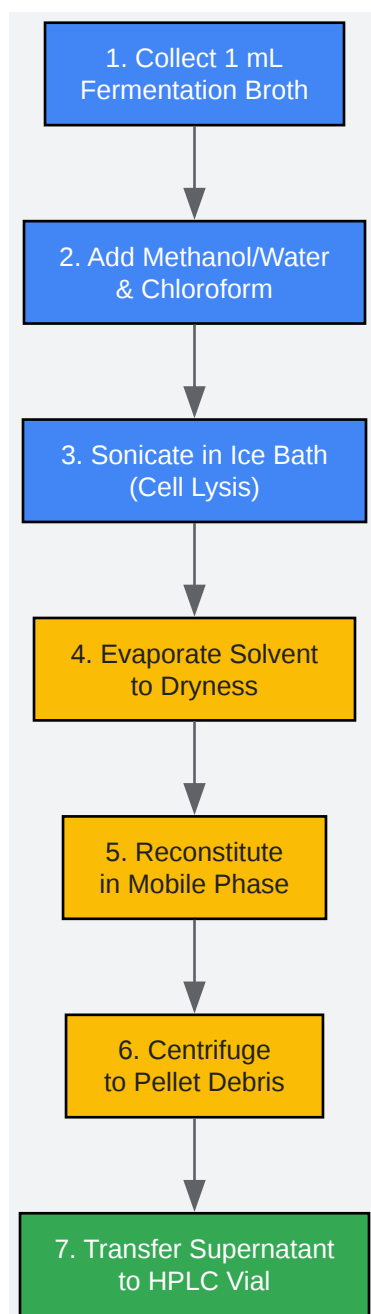 1. Collect 1 mL
Fermentation Broth
2. Add Methanol/Water
& Chloroform
3. Sonicate in Ice Bath
(Cell Lysis)
4. Evaporate Solvent
to Dryness
5. Reconstitute
in Mobile Phase
6. Centrifuge
to Pellet Debris
7. Transfer Supernatant
to HPLC Vial